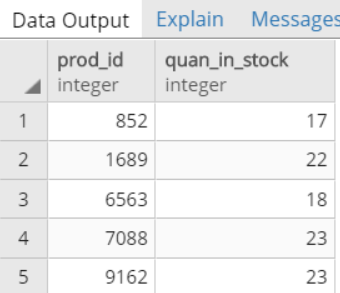 Data Output Explain Messages
prod_id quan_in_stock
integer integer
1 852 17
2 1689 22
3 6563 18
4 7088 23
5 9162 23